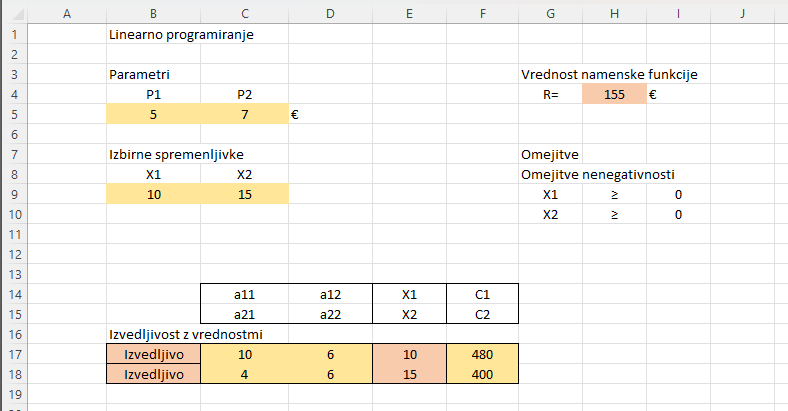 A B C D E F G H I J
1 Linearno programiranje
2
3 Parametri Vrednost namenske funkcije
4 P1 P2 R= 155 €
5 5 7 €
6
7 Izbirne spremenljivke Omejitve
8 X1 X2 Omejitve nenegativnosti
9 10 15 X1 ≥ 0
10 X2 ≥ 0
11
12
13
14 a11 a12 X1 C1
15 a21 a22 X2 C2
16 Izvedljivost z vrednostmi
17 Izvedljivo 10 6 10 480
18 Izvedljivo 4 6 15 400
19